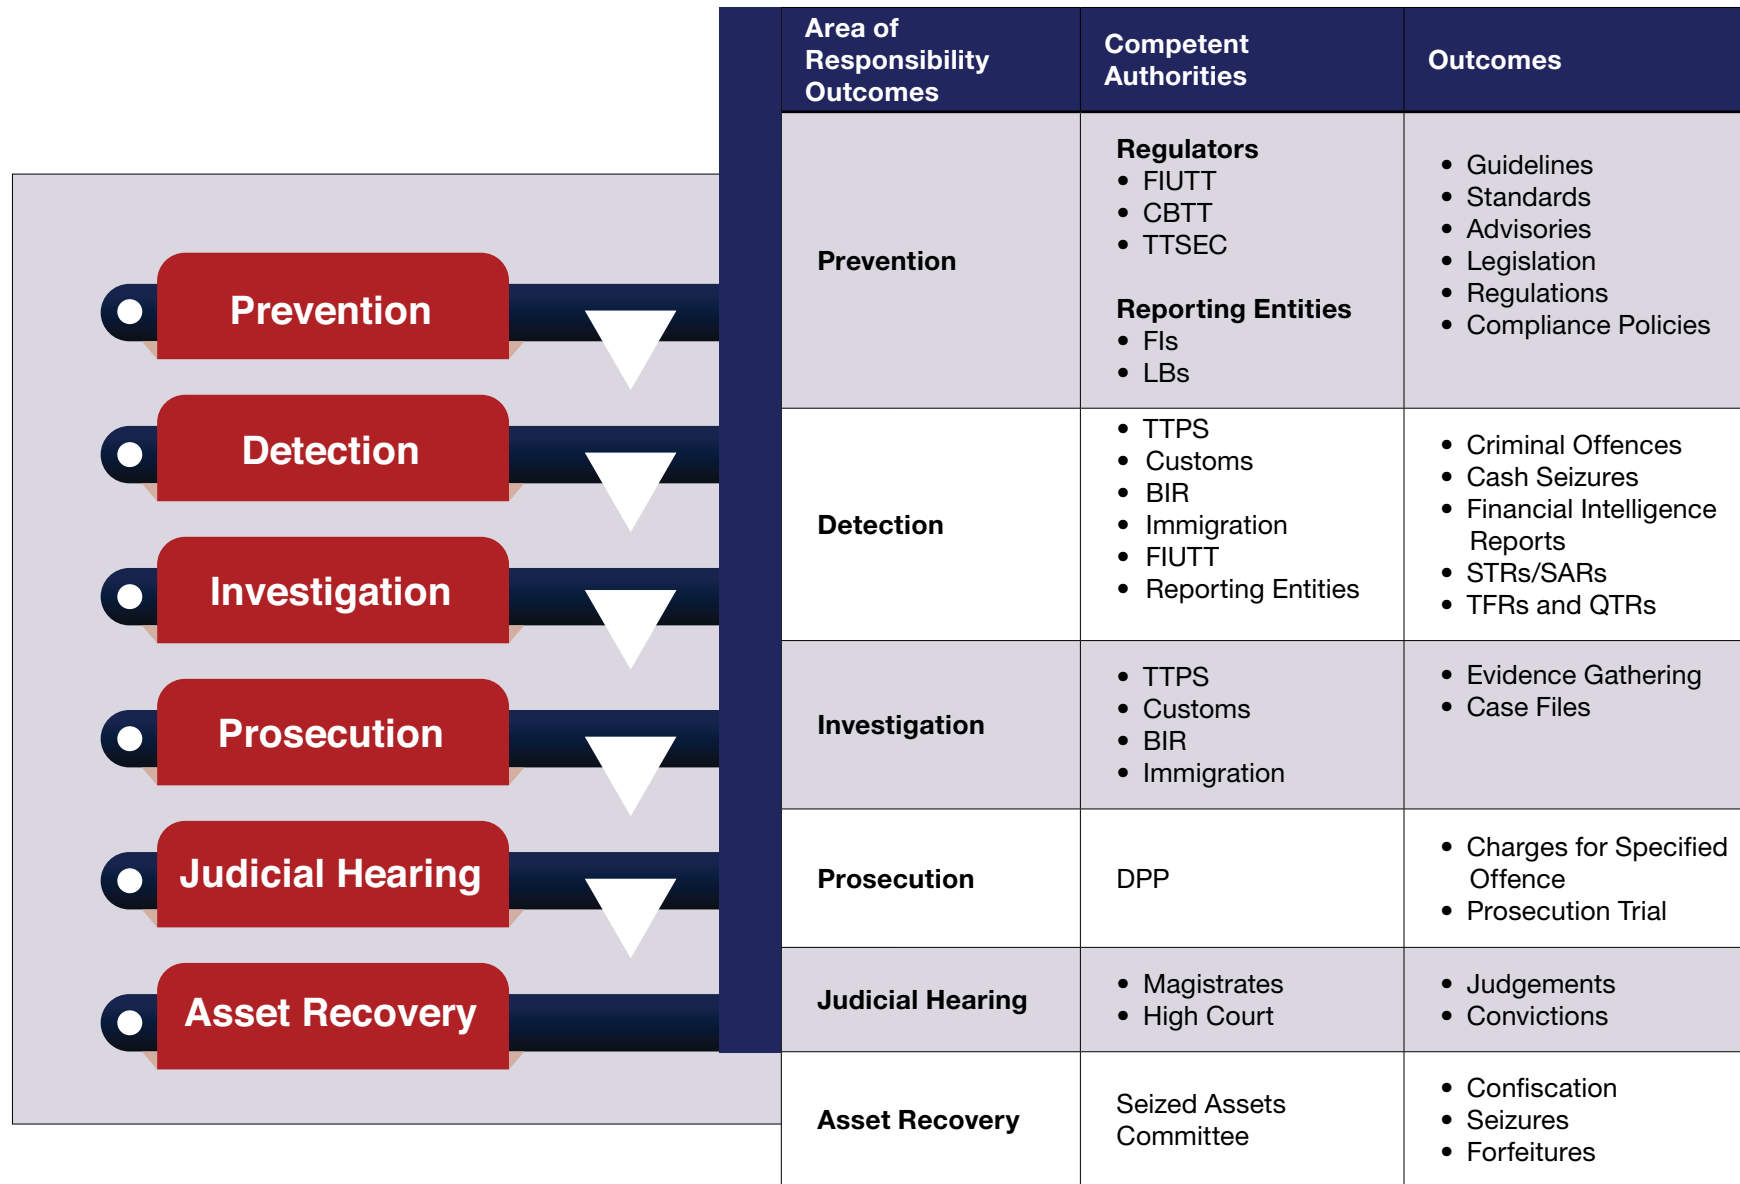 Prevention
Detection
Investigation
Prosecution
Judicial Hearing
Asset Recovery
Area of
Responsibility
Outcomes
Competent
Authorities
Outcomes
Prevention
Regulators
• FIUTT
• CBTT
• TTSEC
Reporting Entities
• FIs
• LBs
• Guidelines
• Standards
• Advisories
• Legislation
• Regulations
• Compliance Policies
Detection
• TTPS
• Customs
• BIR
• Immigration
• FIUTT
• Reporting Entities
• Criminal Offences
• Cash Seizures
• Financial Intelligence
Reports
• STRs/SARs
• TFRs and QTRs
Investigation
• TTPS
• Customs
• BIR
• Immigration
• Evidence Gathering
• Case Files
Prosecution
DPP
• Charges for Specified
Offence
• Prosecution Trial
Judicial Hearing
• Magistrates
• High Court
• Judgements
• Convictions
Asset Recovery
Seized Assets
Committee
• Confiscation
• Seizures
• Forfeitures